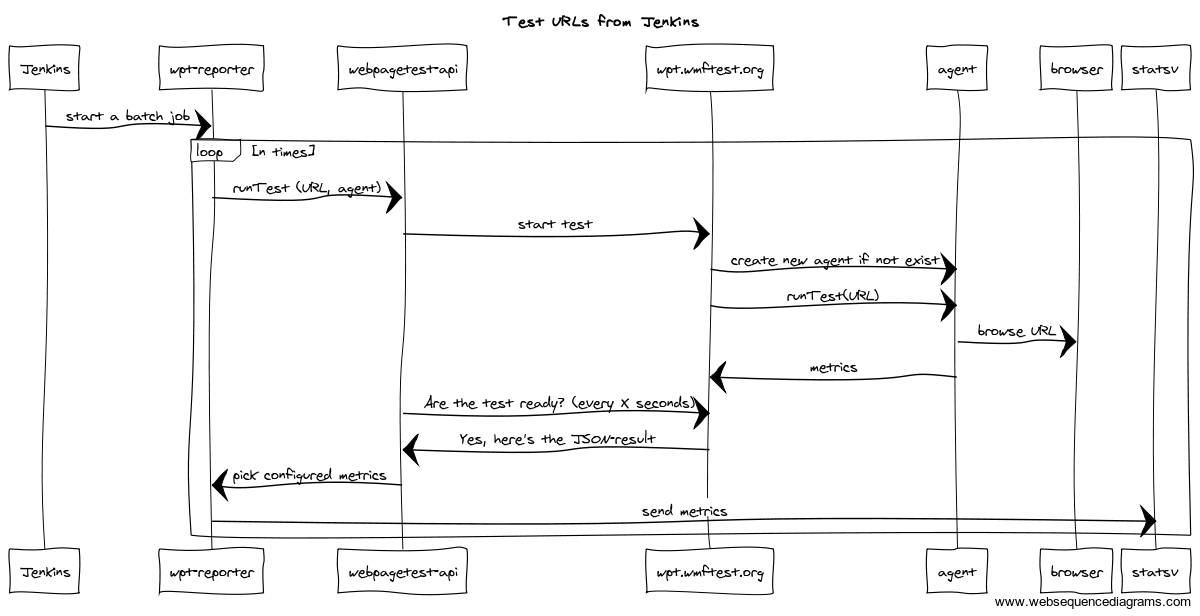 Test URLs from Jenkins
Jenkins wpt-reporter webpagetest-api wpt.wmftest.org agent browser statsv
start a batch job
loop [n times]
runTest (URL, agent)
start test
create new agent if not exist
runTest(URL)
browse URL
metrics
Are the test ready? (every X seconds)
Yes, here's the JSON-result
pick configured metrics
send metrics
Jenkins wpt-reporter webpagetest-api wpt.wmftest.org agent browser statsv
www.websequencediagrams.com